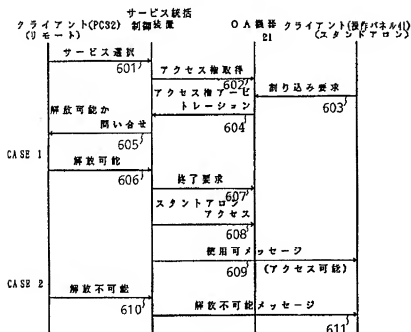 サービス統括
クライアント(PC32) 制御装置 OA機器 クライアント(操作パネル41)
(リモート) 21 (スタンドアロン)
サービス選択
601
アクセス権取得
602
アクセス権アービ 割り込み要求
トレーション 603
解放可能か 604
問い合せ
605
CASE 1 解放可能
606
終了要求
607
スタンドアロン
アクセス
608
使用可メッセージ
609 (アクセス可能)
CASE 2 解放不可能
610 解放不可能メッセージ
611